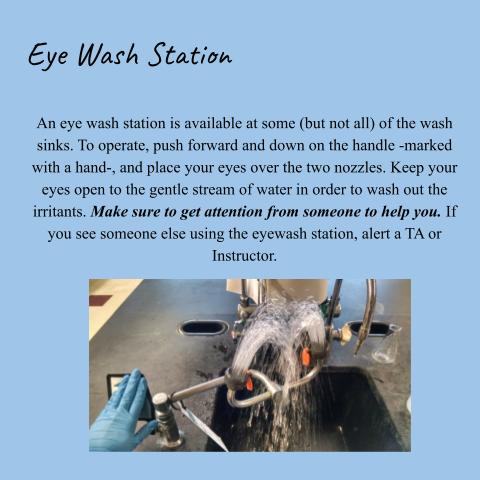 Eye Wash Station
An eye wash station is available at some (but not all) of the wash
sinks. To operate, push forward and down on the handle -marked
with a hand-, and place your eyes over the two nozzles. Keep your
eyes open to the gentle stream of water in order to wash out the
irritants. Make sure to get attention from someone to help you. If
you see someone else using the eyewash station, alert a TA or
Instructor.